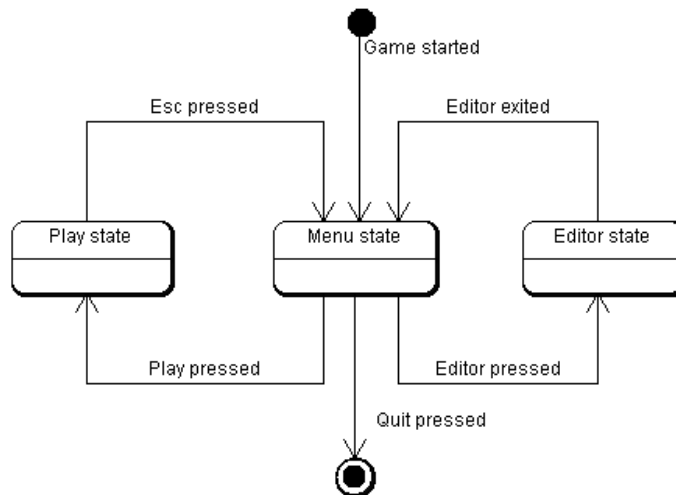 Game started
Esc pressed
Editor exited
Play state
Menu state
Editor state
Play pressed
Editor pressed
Quit pressed